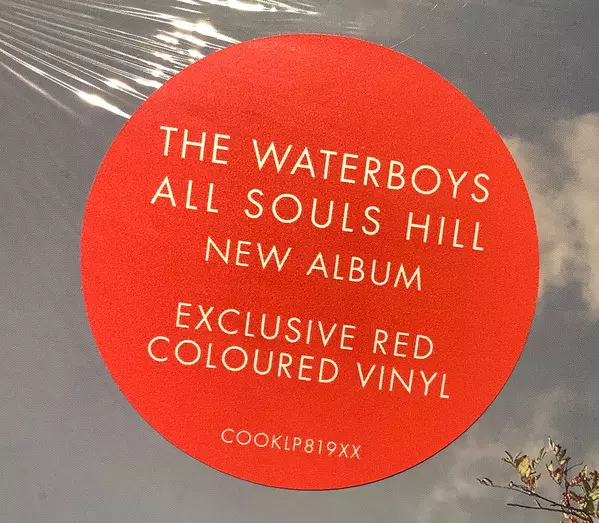 THE WATERBOYS
ALL SOULS HILL
NEW ALBUM
EXCLUSIVE RED
COLOURED VINYL
COOKLP819XX